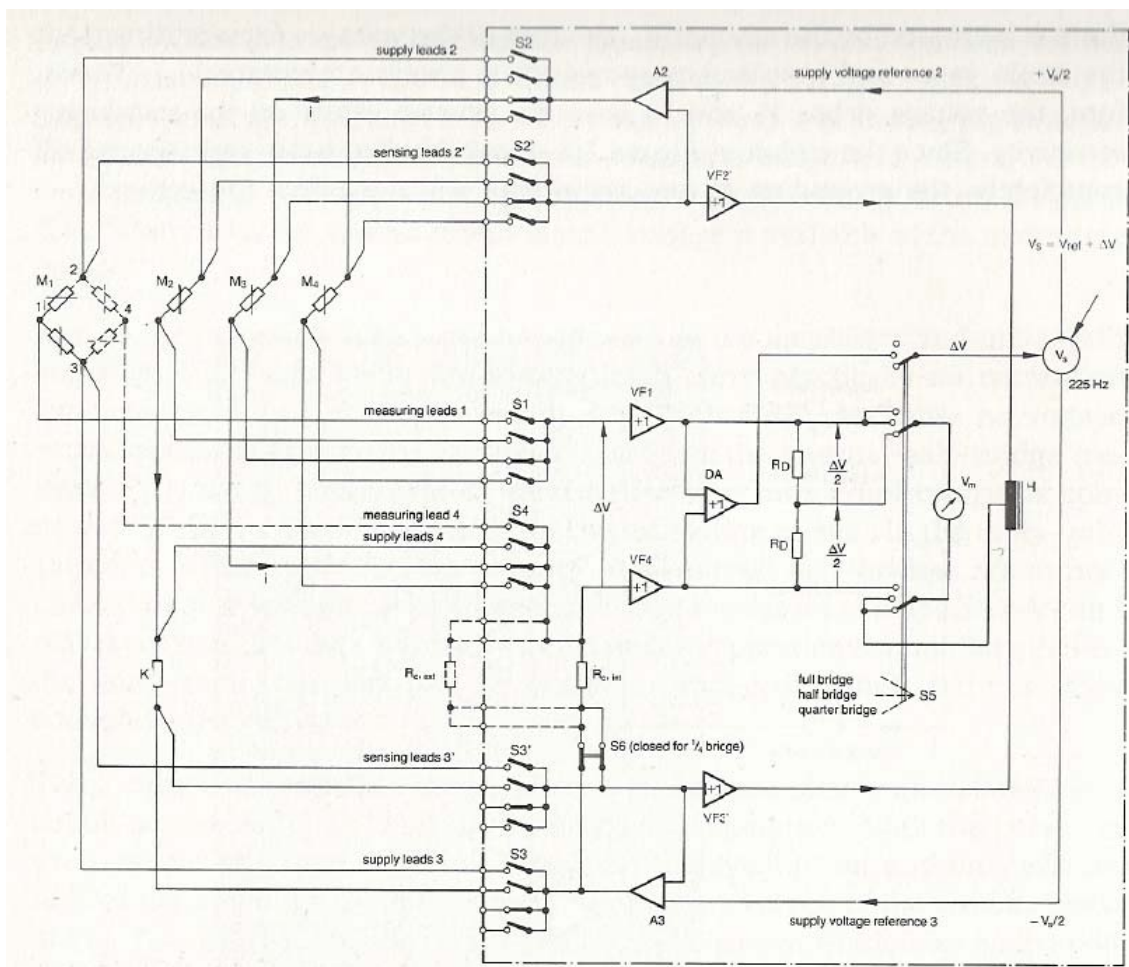 supply leads 2
S2
A2
supply voltage reference 2
+ Vₛ/2
sensing leads 2'
S2'
VF2'
+1
Vₛ = Vref + ΔV
2
M₁
M₂
M₃
M₄
1
4
3
ΔV
Vₛ
225 Hz
measuring leads 1
S1
VF1
+1
R_D
ΔV
2
DA
+1
Vₘ
ΔV
measuring lead 4
S4
supply leads 4
R_D
ΔV
2
VF4
+1
I
K
Rc, ext
Rc, int
full bridge
half bridge
quarter bridge
S5
S6 (closed for ¼ bridge)
sensing leads 3'
S3'
+1
VF3'
supply leads 3
S3
A3
supply voltage reference 3
− Vₛ/2